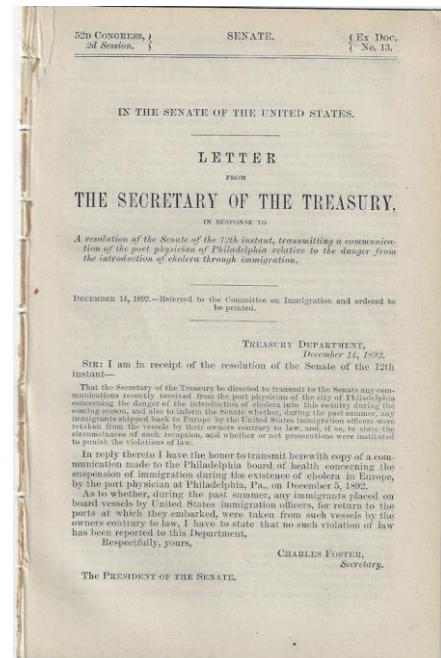 52D CONGRESS, } SENATE. { EX DOC.
2d Session. } { No. 13.
IN THE SENATE OF THE UNITED STATES.
LETTER
FROM
THE SECRETARY OF THE TREASURY,
IN RESPONSE TO
A resolution of the Senate of the 12th instant, transmitting a communica-
tion of the port physician of Philadelphia relative to the danger from
the introduction of cholera through immigration.
DECEMBER 14, 1892.—Referred to the Committee on Immigration and ordered to
be printed.
TREASURY DEPARTMENT,
December 14, 1892.
SIR: I am in receipt of the resolution of the Senate of the 12th
instant—
That the Secretary of the Treasury be directed to transmit to the Senate any com-
munications recently received from the port physician of the city of Philadelphia
concerning the danger of the introduction of cholera into this country during the
coming season, and also to inform the Senate whether, during the past summer, any
immigrants shipped back to Europe by the United States immigration officers were
retaken from the vessels by their owners contrary to law, and, if so, to state the
circumstances of such reception, and whether or not prosecutions were instituted
to punish the violations of law.
In reply thereto I have the honor to transmit herewith copy of a com-
munication made to the Philadelphia board of health concerning the
suspension of immigration during the existence of cholera in Europe,
by the port physician at Philadelphia, Pa., on December 5, 1892.
As to whether, during the past summer, any immigrants placed on
board vessels by United States immigration officers, for return to the
ports at which they embarked, were taken from such vessels by the
owners contrary to law, I have to state that no such violation of law
has been reported to this Department.
Respectfully, yours,
CHARLES FOSTER,
Secretary.
The PRESIDENT OF THE SENATE.